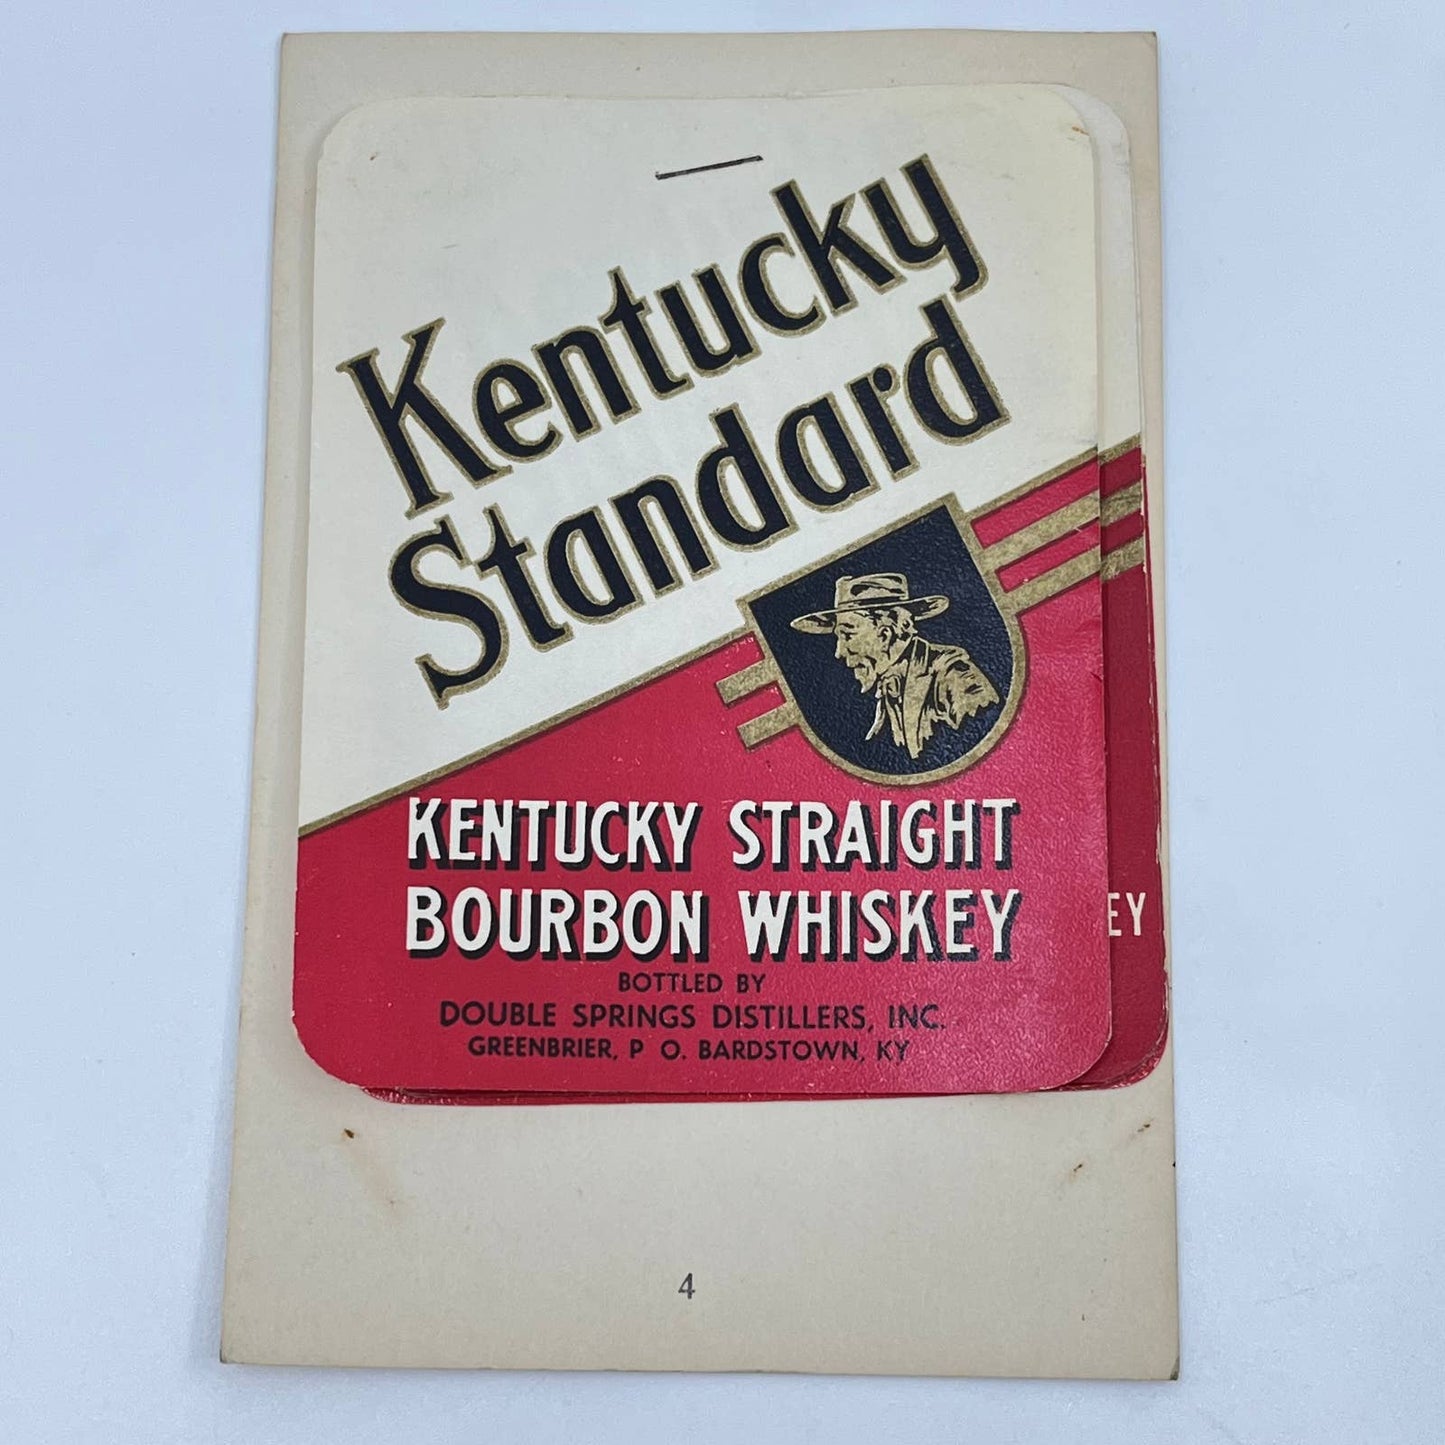 Kentucky
Standard
KENTUCKY STRAIGHT
BOURBON WHISKEY
EY
BOTTLED BY
DOUBLE SPRINGS DISTILLERS, INC.
GREENBRIER, P O. BARDSTOWN, KY
4